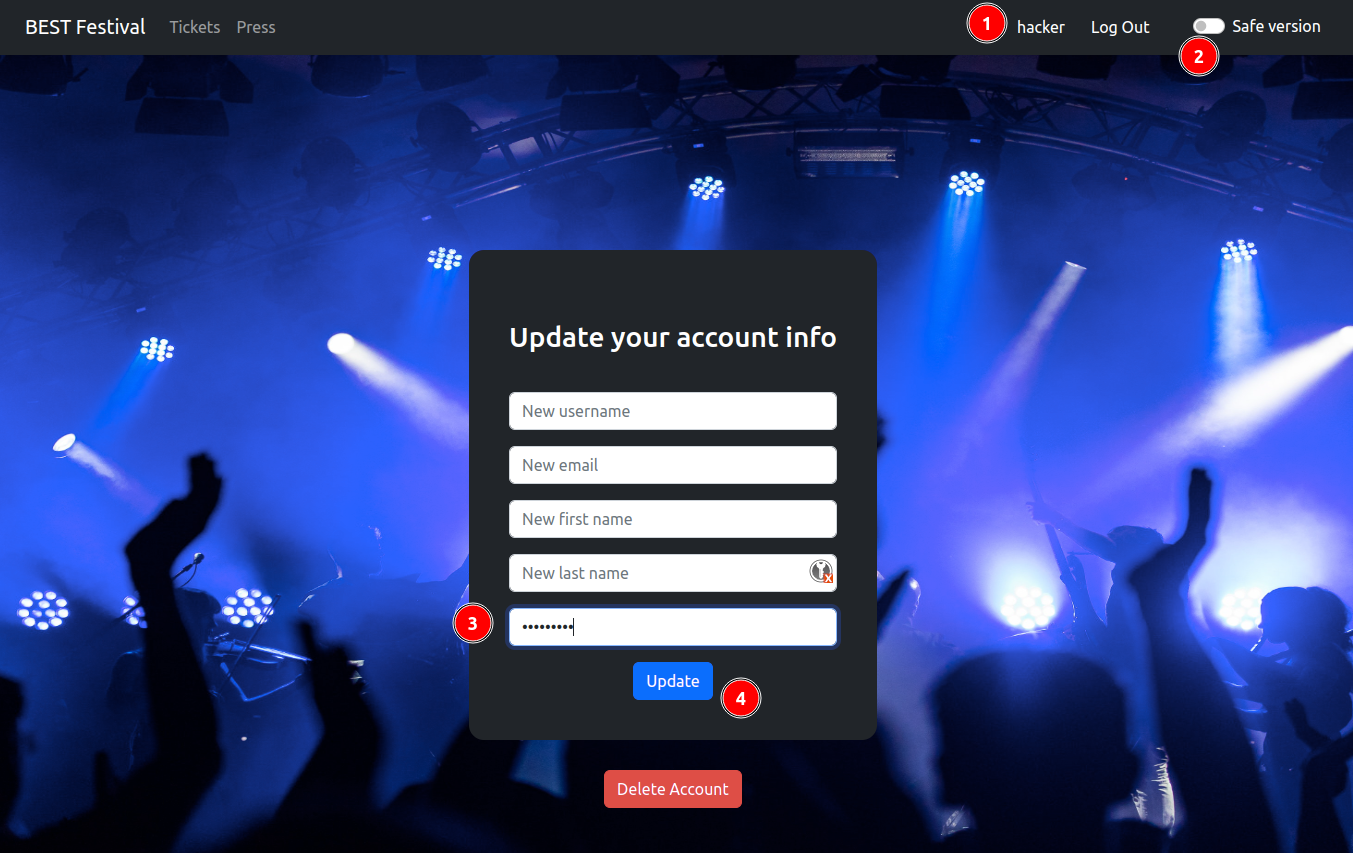 BEST Festival Tickets Press 1 hacker Log Out Safe version
2
Update your account info
New username
New email
New first name
New last name
3 •••••••••
Update
4
Delete Account